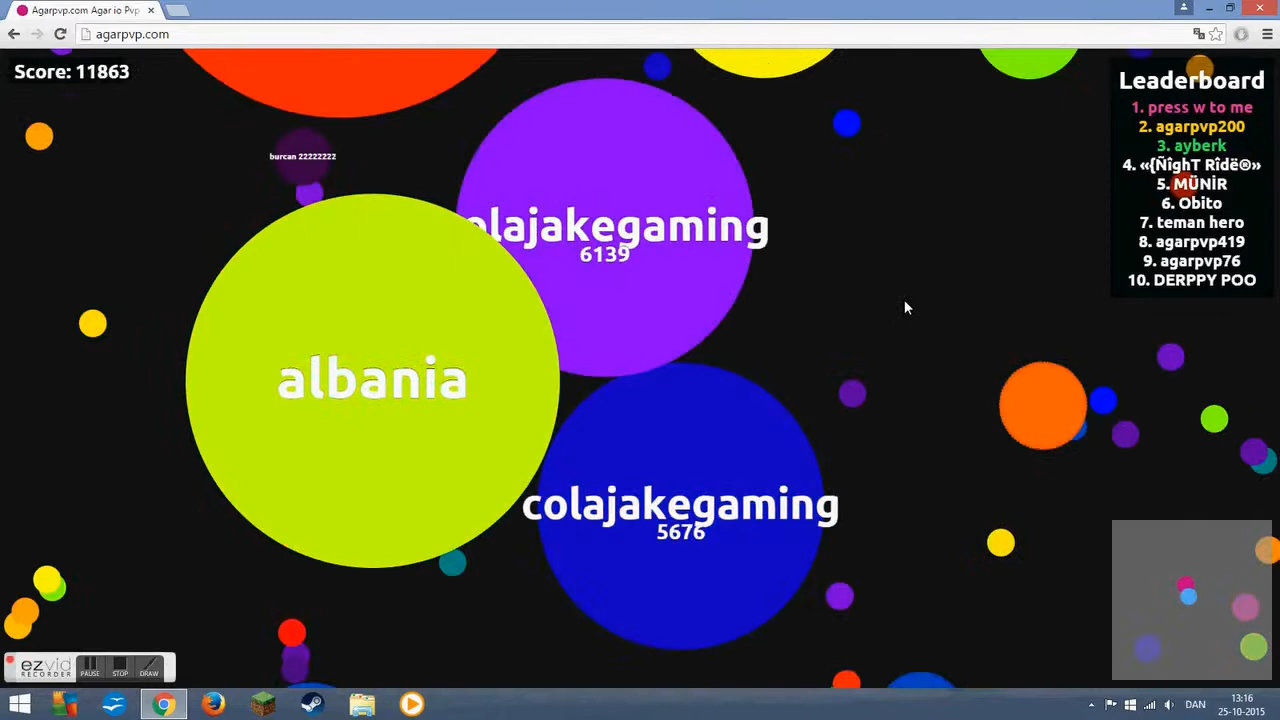 Agarpvp.com Agar io Pvp
agarpvp.com
Score: 11863
Leaderboard
1. press w to me
2. agarpvp200
3. ayberk
4. «{ÑîghT Rîdë®»
5. MÜNİR
6. Obito
7. teman hero
8. agarpvp419
9. agarpvp76
10. DERPPY POO
burcan 22222222
olajakegaming
6139
albania
colajakegaming
5676
ezvid
RECORDER
PAUSE
STOP
DRAW
DAN
13:16
25-10-2015